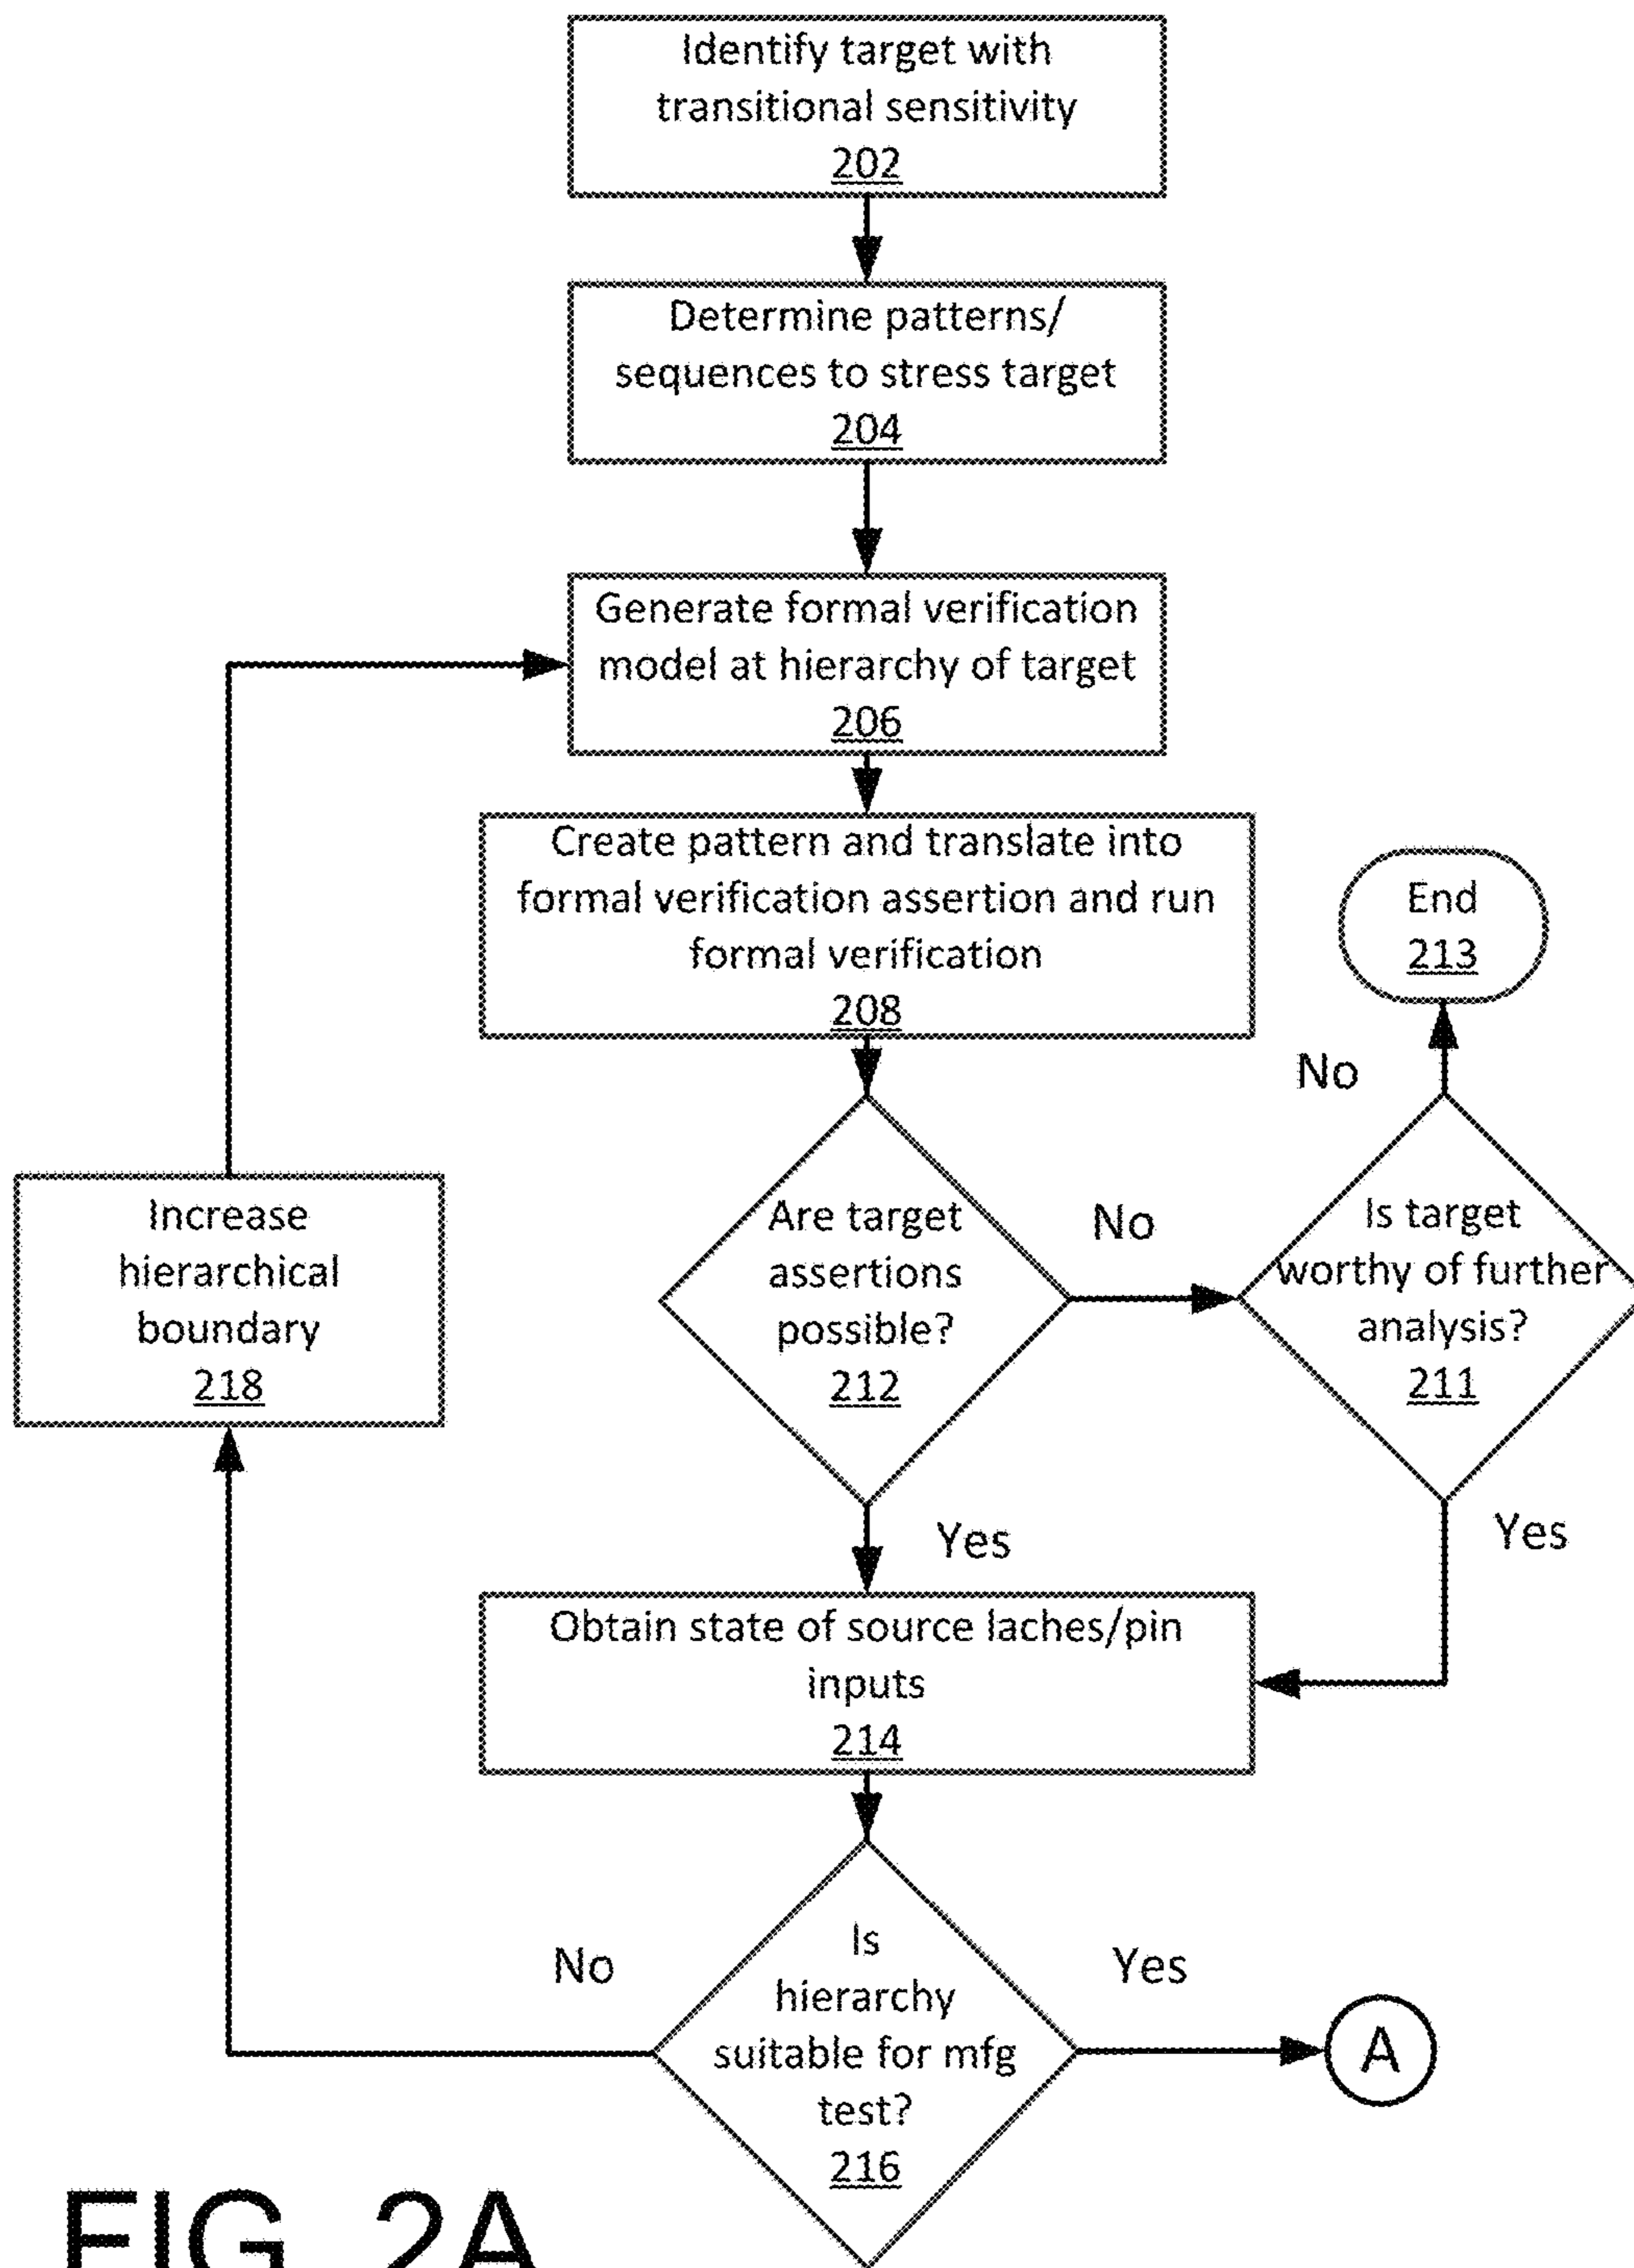 Identify target with
transitional sensitivity
202
Determine patterns/
sequences to stress target
204
Generate formal verification
model at hierarchy of target
206
Create pattern and translate into
formal verification assertion and run
formal verification
208
End
213
No
Increase
hierarchical
boundary
218
Are target
assertions
possible?
212
No
Is target
worthy of further
analysis?
211
Yes
Yes
Obtain state of source laches/pin
inputs
214
No
Is
hierarchy
suitable for mfg
test?
216
Yes
A
FIG. 2A